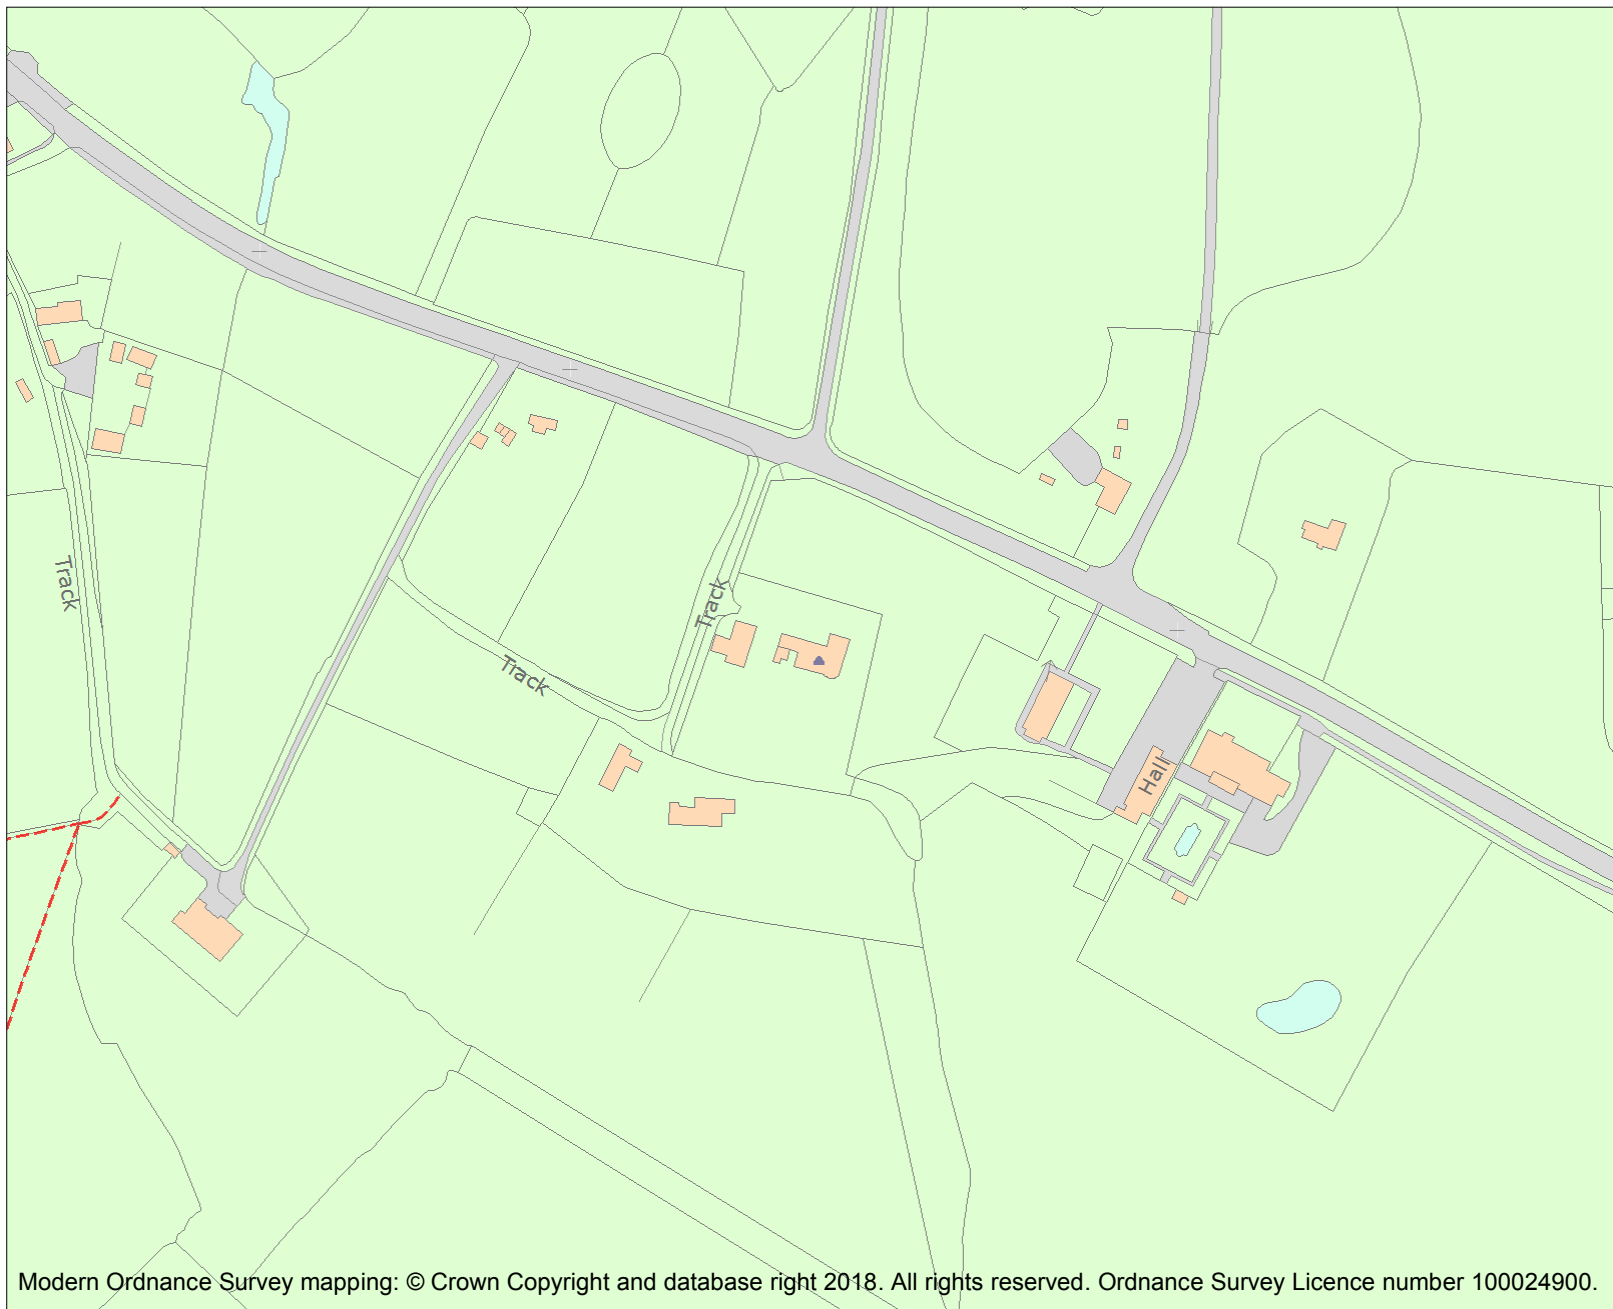 Track
Track
Track
Hall
Modern Ordnance Survey mapping: © Crown Copyright and database right 2018. All rights reserved. Ordnance Survey Licence number 100024900.